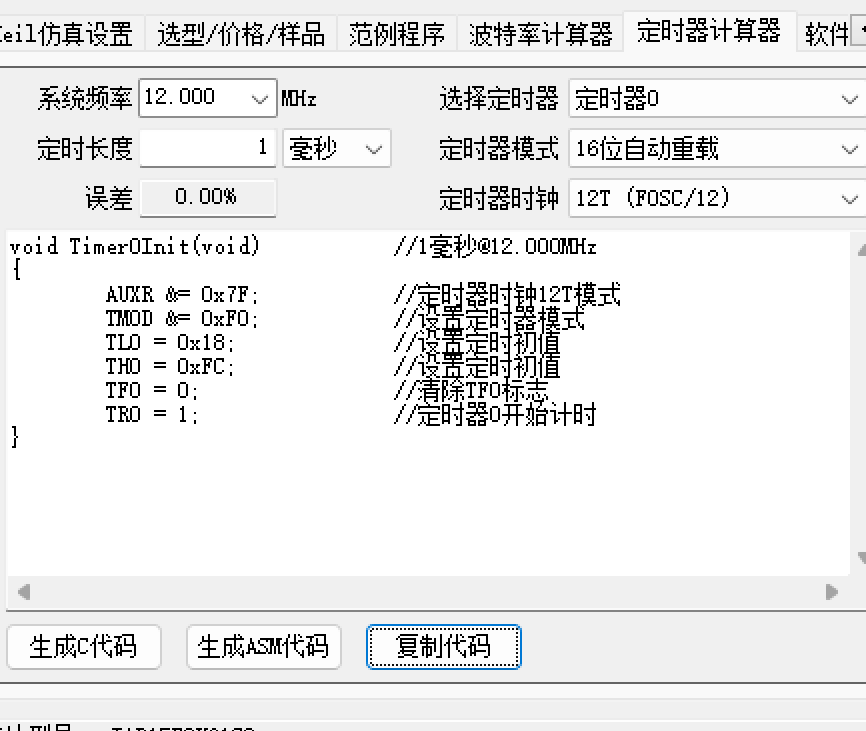 eil仿真设置 选型/价格/样品 范例程序 波特率计算器 定时器计算器 软件
系统频率 12.000 MHz 选择定时器 定时器0
定时长度 1 毫秒 定时器模式 16位自动重载
误差 0.00% 定时器时钟 12T (FOSC/12)
void Timer0Init(void) //1毫秒@12.000MHz
{
AUXR &= 0x7F; //定时器时钟12T模式
TMOD &= 0xF0; //设置定时器模式
TL0 = 0x18; //设置定时初值
TH0 = 0xFC; //设置定时初值
TF0 = 0; //清除TF0标志
TR0 = 1; //定时器0开始计时
}
生成C代码 生成ASM代码 复制代码